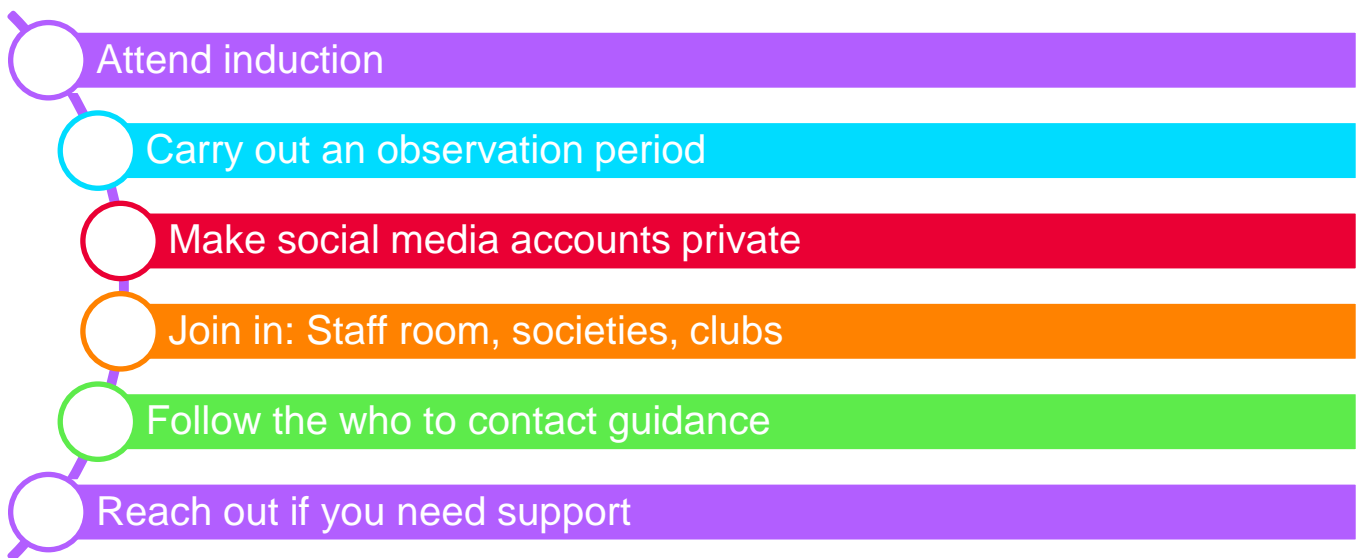 Attend induction
Carry out an observation period
Make social media accounts private
Join in: Staff room, societies, clubs
Follow the who to contact guidance
Reach out if you need support